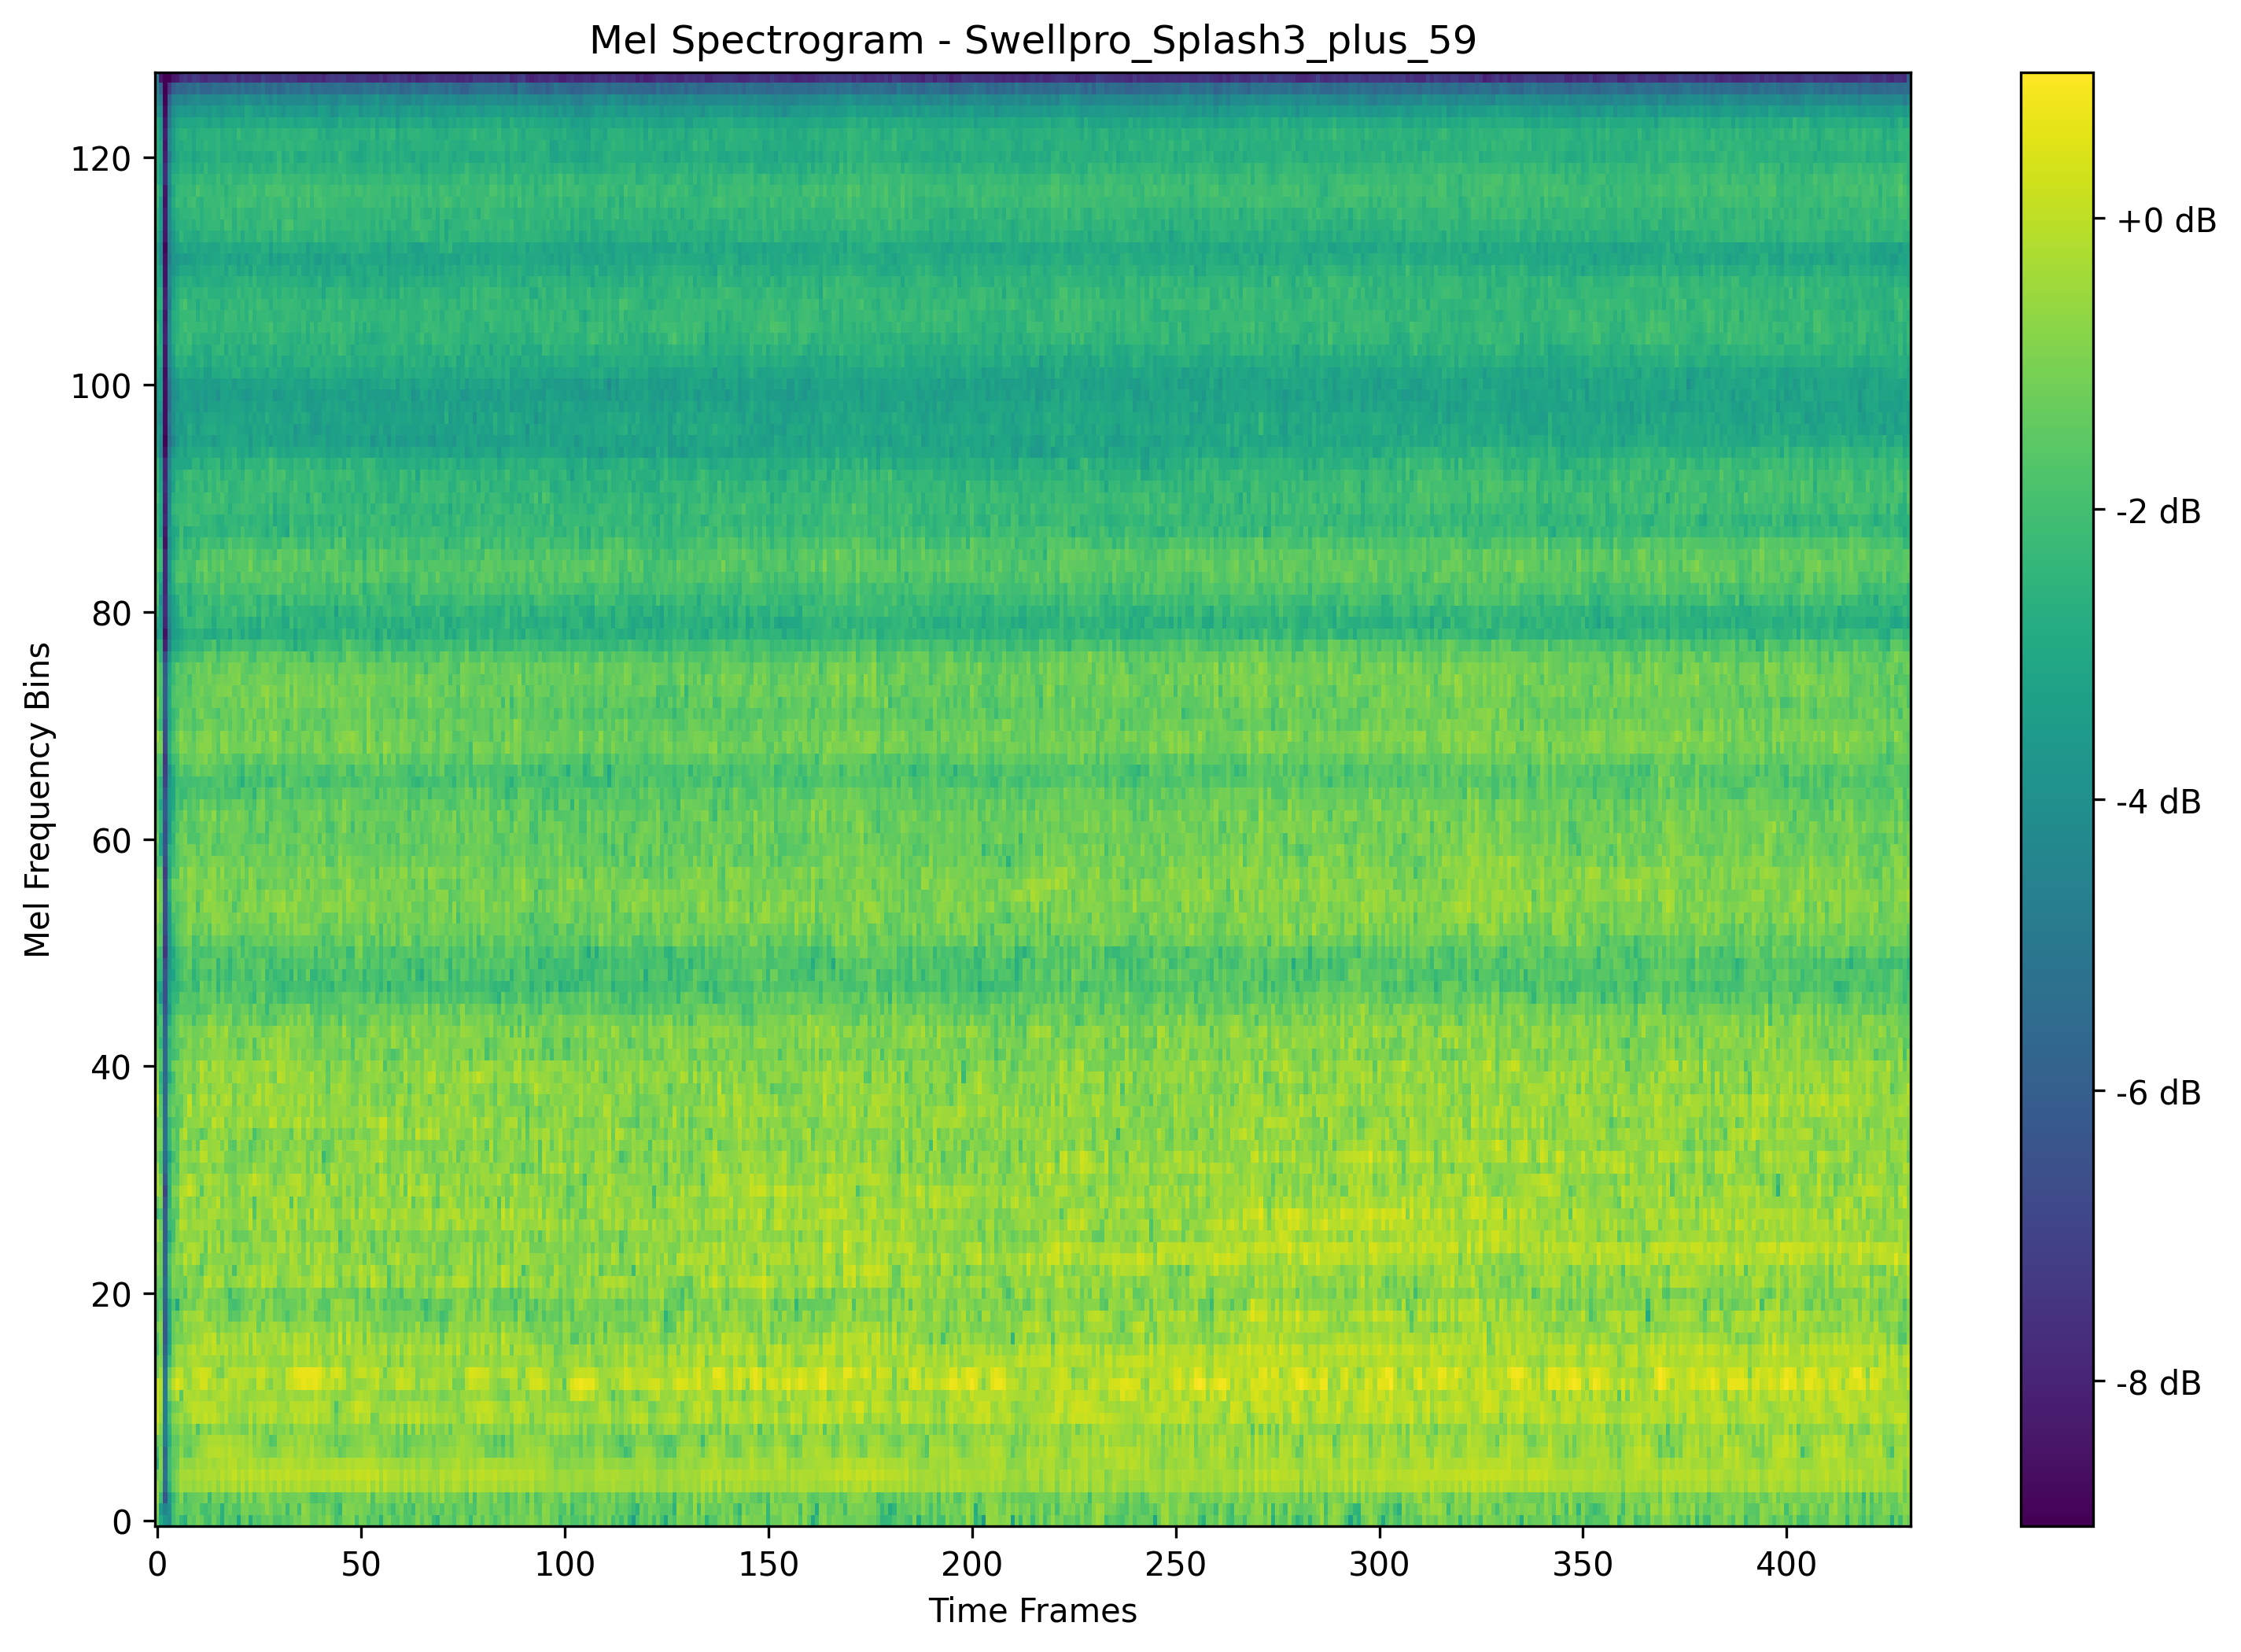 Mel Spectrogram - Swellpro_Splash3_plus_59
Mel Frequency Bins
120
100
80
60
40
20
0
0 50 100 150 200 250 300 350 400
Time Frames
+0 dB
-2 dB
-4 dB
-6 dB
-8 dB